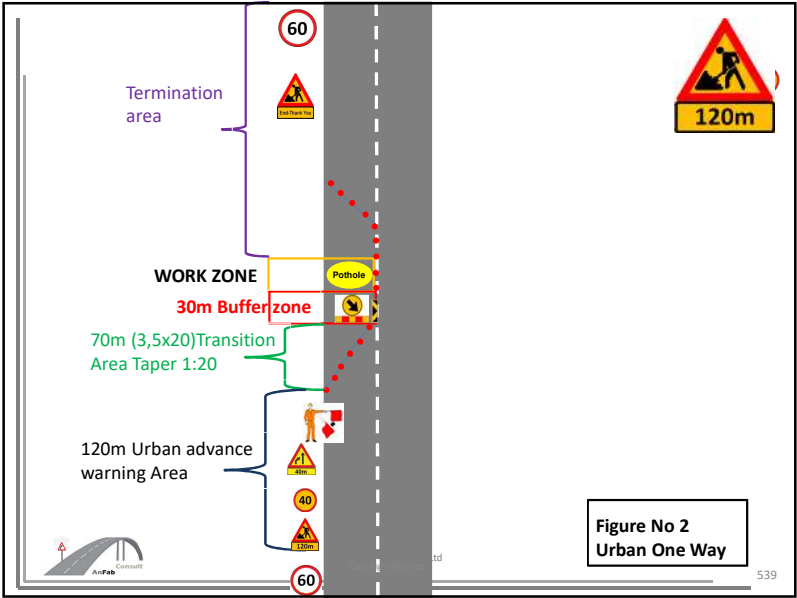 60
Termination
area
End-Thank You
120m
WORK ZONE
Pothole
30m Buffer zone
70m (3,5x20)Transition
Area Taper 1:20
120m Urban advance
warning Area
40m
40
120m
60
Figure No 2
Urban One Way
AnFab
Consult
td
539